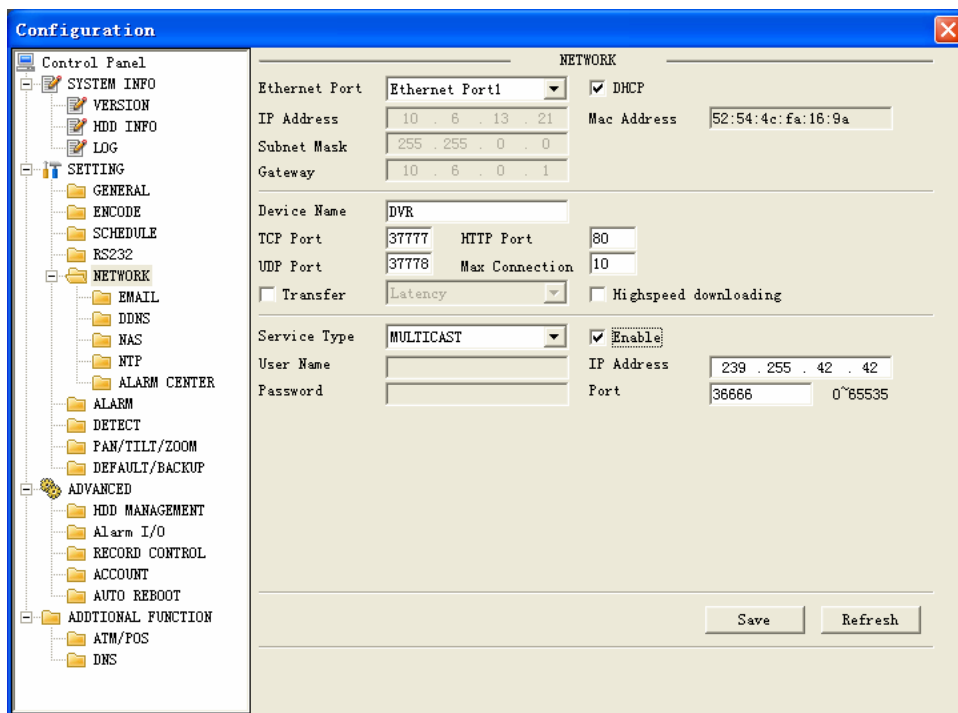 Configuration
Control Panel
SYSTEM INFO
VERSION
HDD INFO
LOG
SETTING
GENERAL
ENCODE
SCHEDULE
RS232
NETWORK
EMAIL
DDNS
NAS
NTP
ALARM CENTER
ALARM
DETECT
PAN/TILT/ZOOM
DEFAULT/BACKUP
ADVANCED
HDD MANAGEMENT
Alarm I/O
RECORD CONTROL
ACCOUNT
AUTO REBOOT
ADDTIONAL FUNCTION
ATM/POS
DNS
NETWORK
Ethernet Port Ethernet Port1 DHCP
IP Address 10 . 6 . 13 . 21 Mac Address 52:54:4c:fa:16:9a
Subnet Mask 255 . 255 . 0 . 0
Gateway 10 . 6 . 0 . 1
Device Name DVR
TCP Port 37777 HTTP Port 80
UDP Port 37778 Max Connection 10
Transfer Latency Highspeed downloading
Service Type MULTICAST Enable
User Name IP Address 239 . 255 . 42 . 42
Password Port 36666 0~65535
Save Refresh